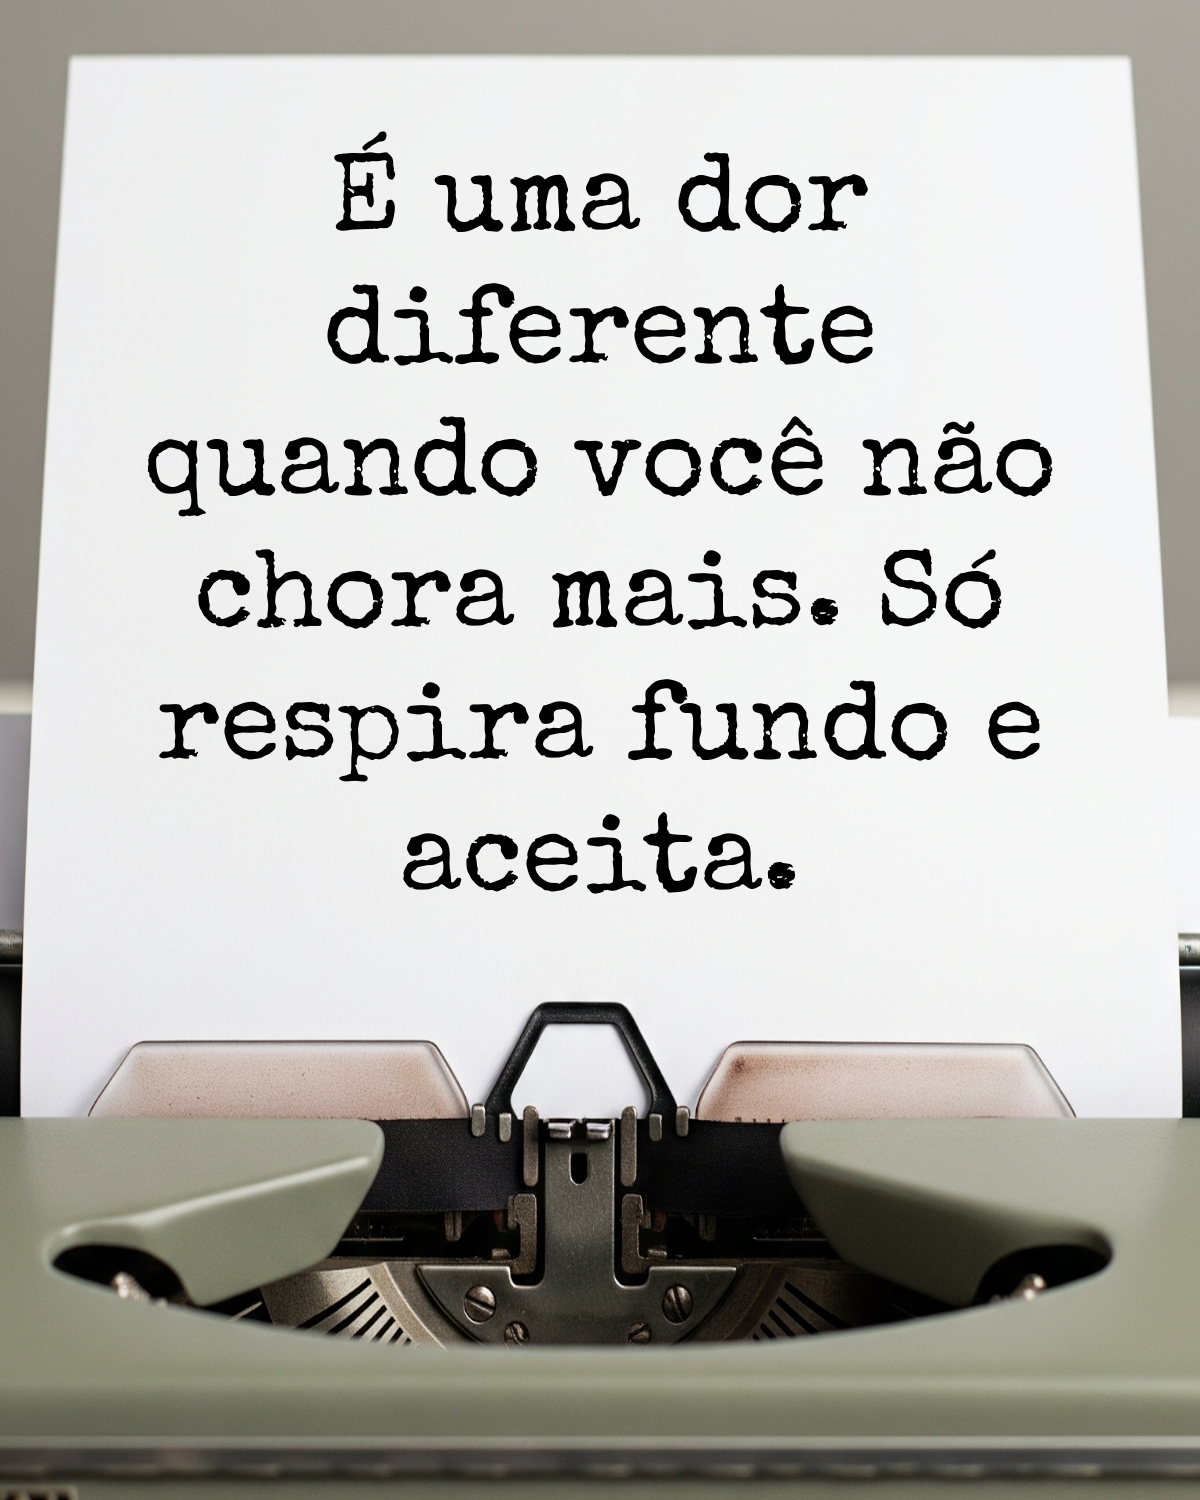 É uma dor
diferente
quando você não
chora mais. Só
respira fundo e
aceita.